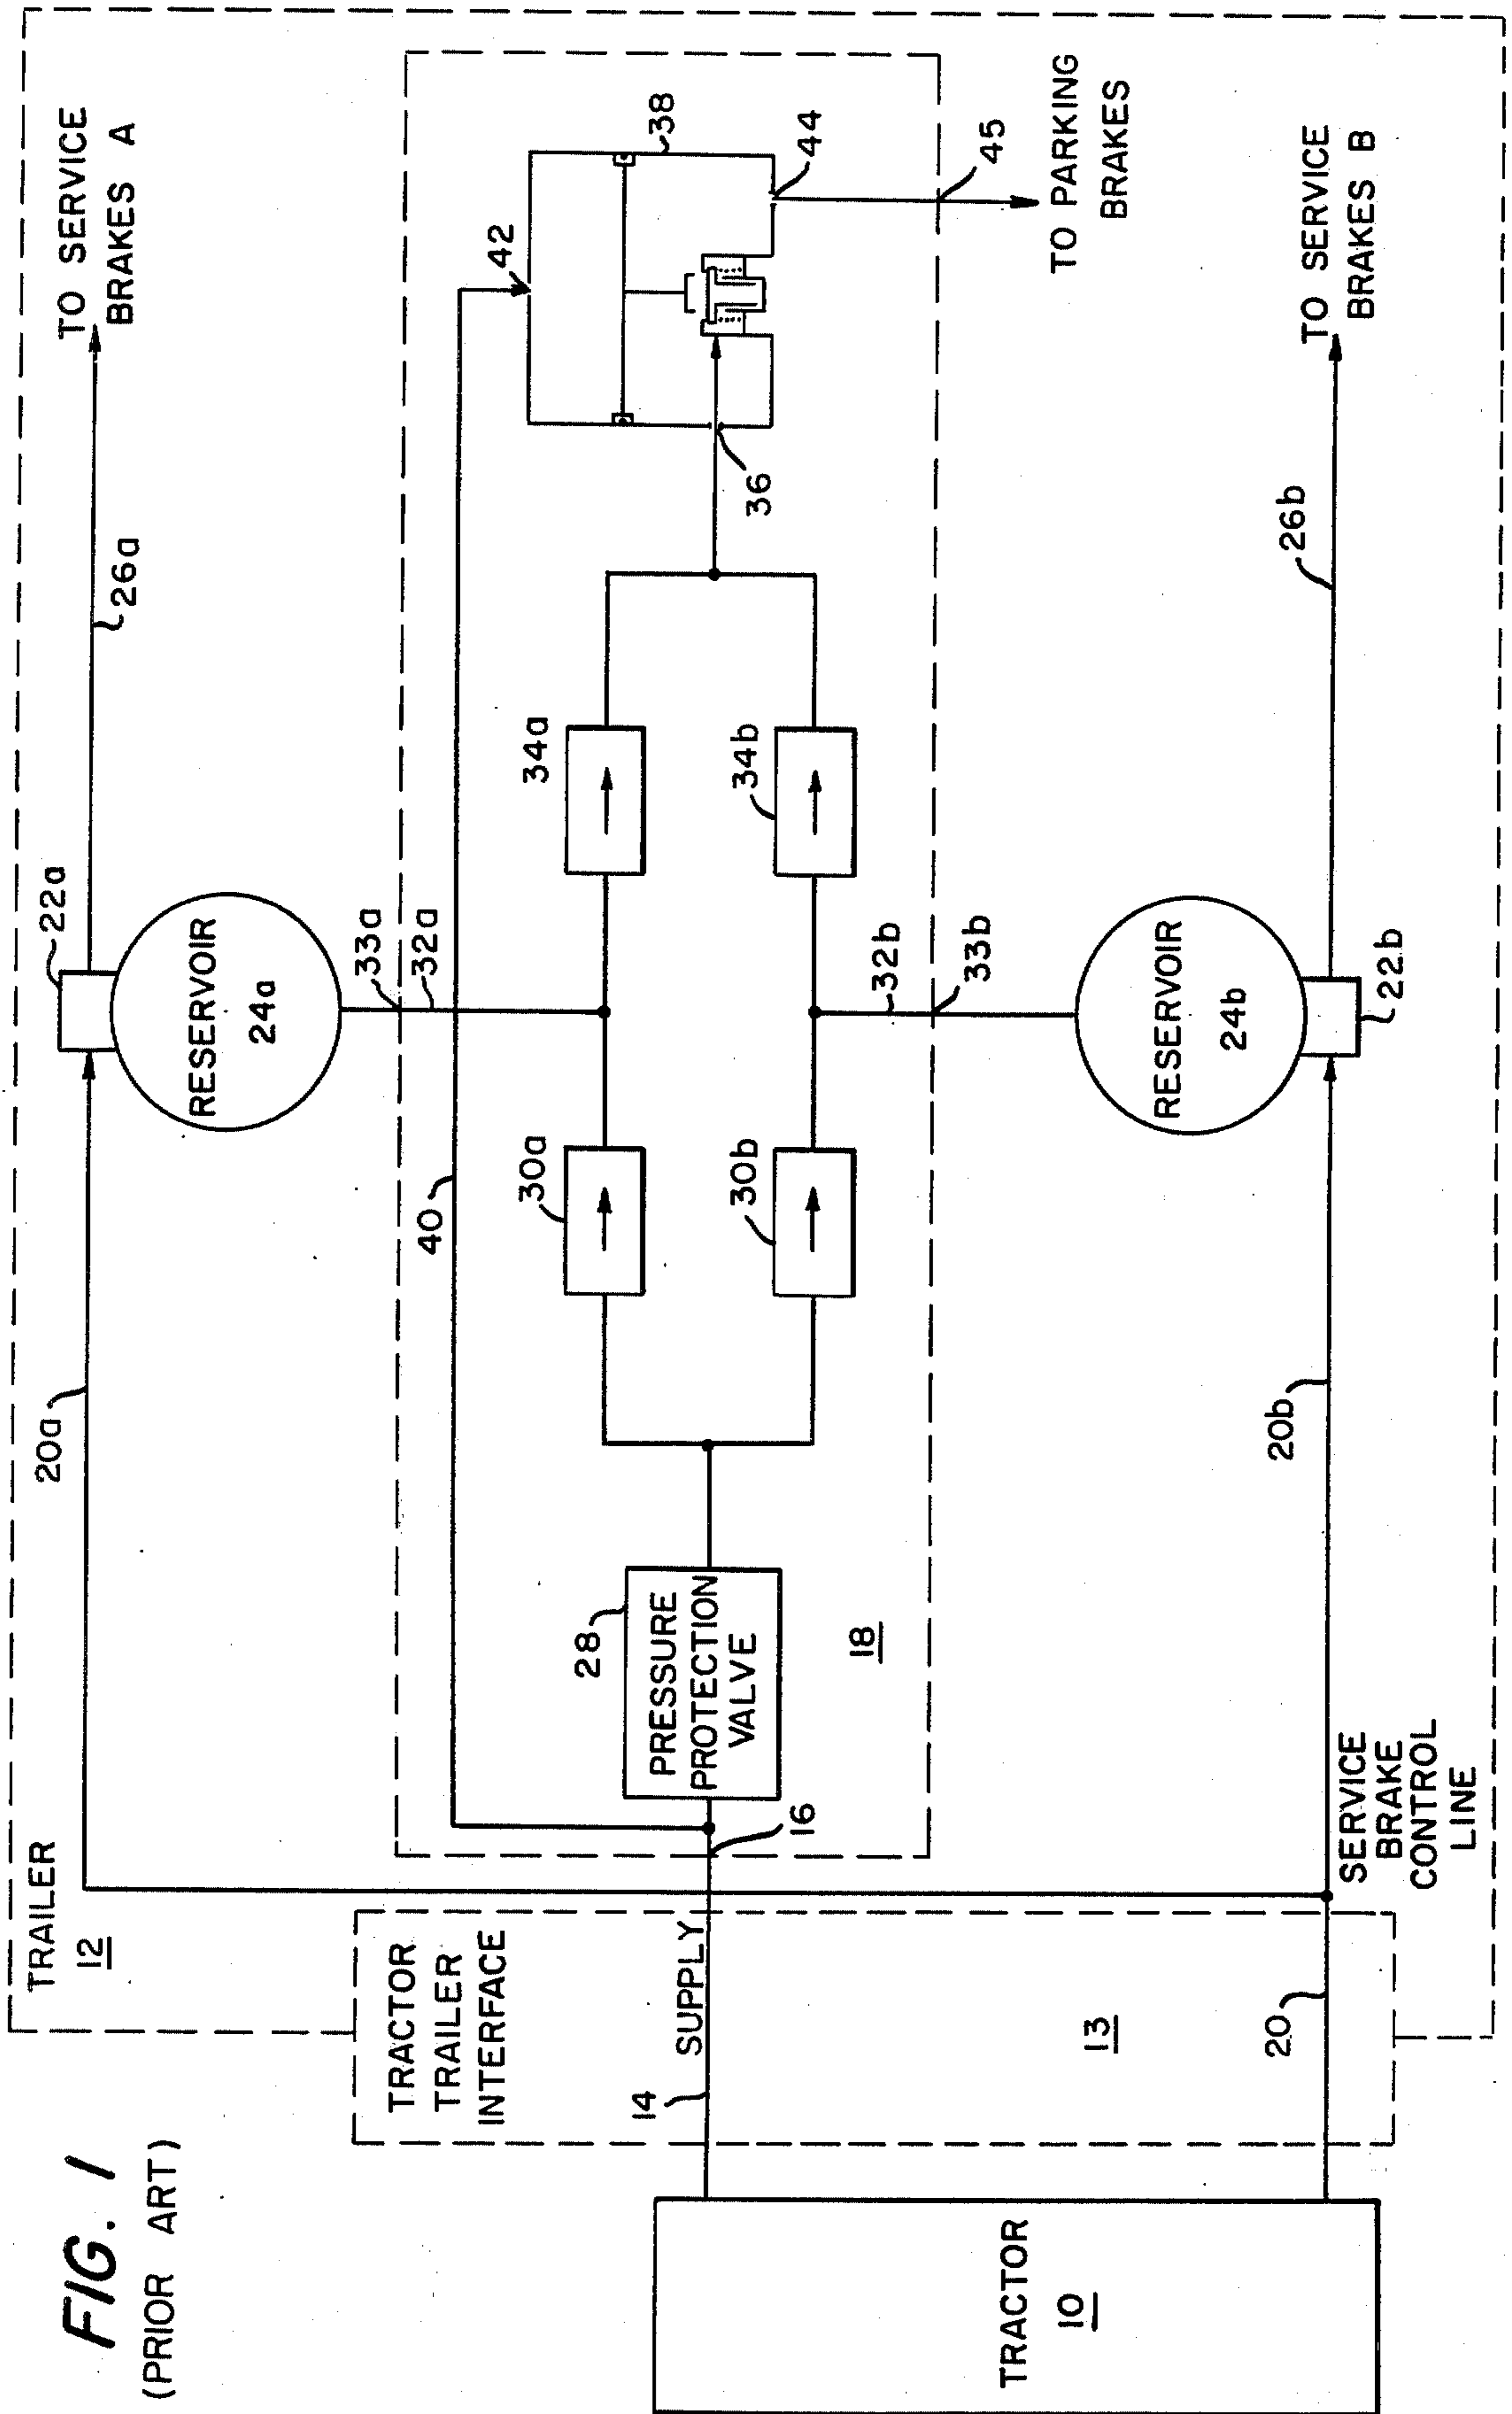 FIG. 1
(PRIOR ART)
TRACTOR
10
TRACTOR
TRAILER
INTERFACE
13
14
SUPPLY
20
TRAILER
12
SERVICE
BRAKE
CONTROL
LINE
16
18
28
PRESSURE
PROTECTION
VALVE
20a
20b
40
30a
30b
22a
RESERVOIR
24a
33a
32a
32b
33b
RESERVOIR
24b
22b
34a
34b
26a
26b
36
42
38
44
45
TO SERVICE
BRAKES A
TO PARKING
BRAKES
TO SERVICE
BRAKES B